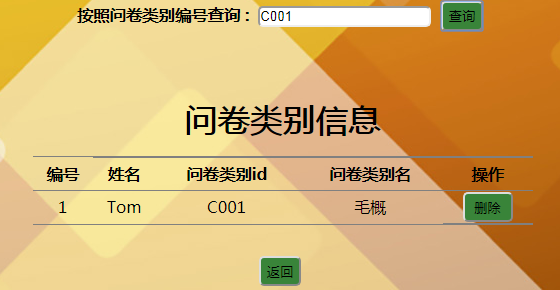 按照问卷类别编号查询： C001 查询
问卷类别信息
编号 姓名 问卷类别id 问卷类别名 操作
1 Tom C001 毛概 删除
返回